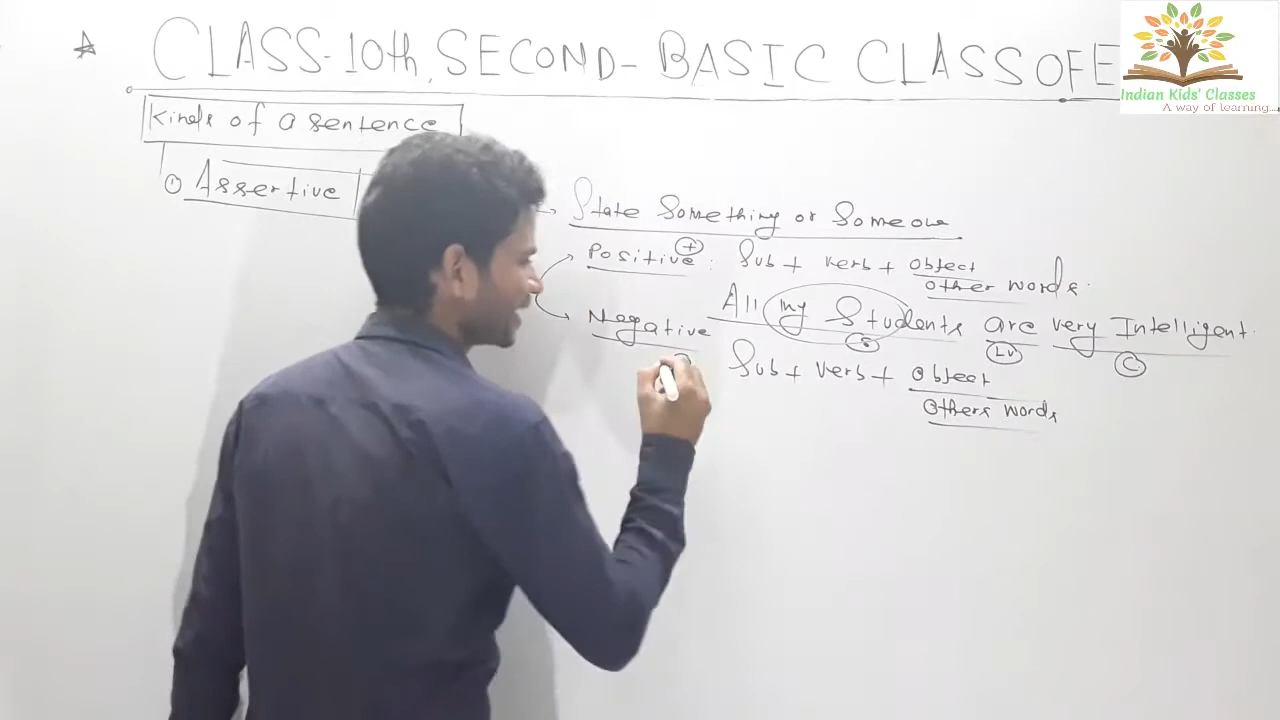 ☆ CLASS-10th, SECOND- BASIC CLASS OF E
Indian Kids' Classes
A way of learning....
Kinds of a sentence
① Assertive
State Something or Someone
Positive (+) : Sub + verb + object
other words.
All my Students are very Intelligent.
S LV C
Negative
Sub + verb + object
Others words